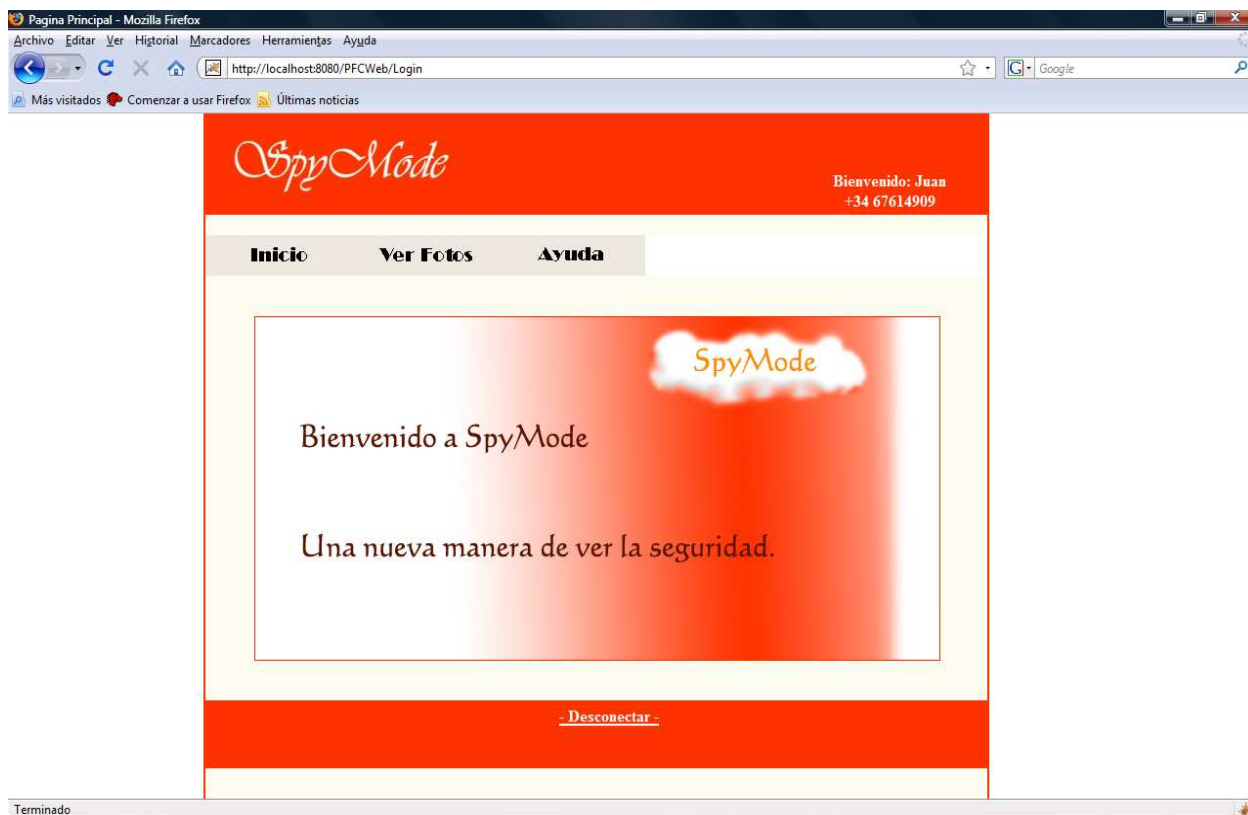 Pagina Principal - Mozilla Firefox
Archivo Editar Ver Historial Marcadores Herramientas Ayuda
http://localhost:8080/PFCWeb/Login
G Google
Más visitados Comenzar a usar Firefox Últimas noticias
SpyMode
Bienvenido: Juan
+34 67614909
Inicio Ver Fotos Ayuda
SpyMode
Bienvenido a SpyMode
Una nueva manera de ver la seguridad.
- Desconectar -
Terminado